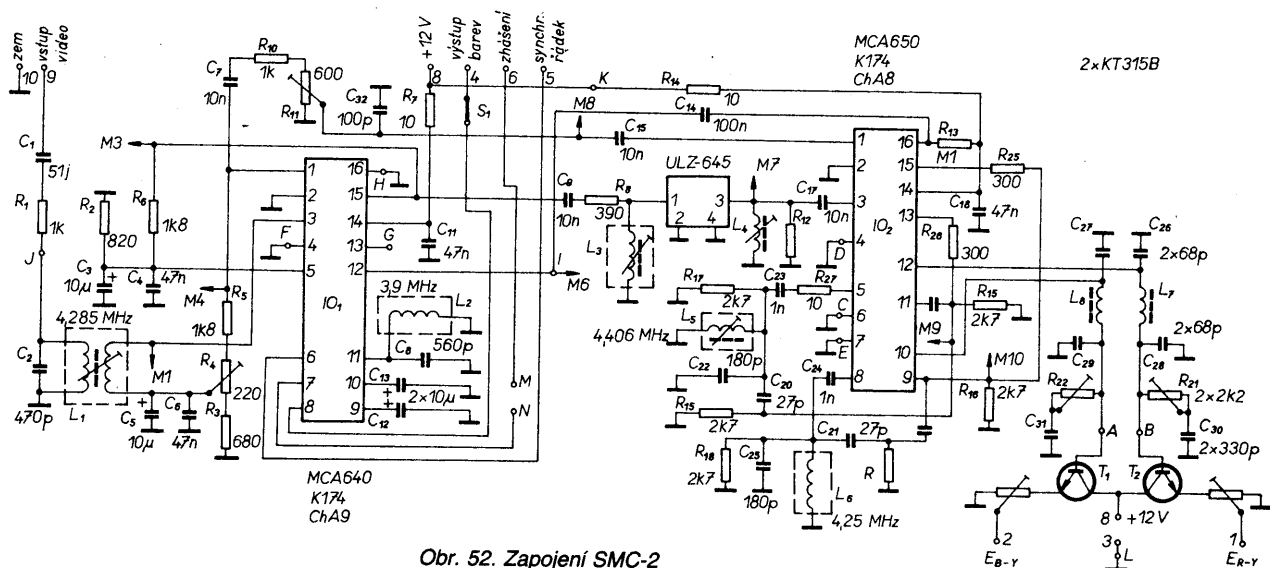 zem
vstup
video
10
9
+12 V
8
výstup
barev
4
zhášení
6
synchr.
řádek
5
MCA650
K174
ChA8
2×KT315B
C7
10n
R10
1k
600
R11
C32
100p
R7
10
S1
K
R14
10
C14
100n
M8
C15
10n
C1
51j
R1
1k
J
M3
R2
820
R6
1k8
C3
10μ
C4
47n
M4
R5
1k8
4,285 MHz
C2
470p
L1
M1
C5
10μ
C6
47n
R4
220
R3
680
1
2
3
4
5
6
7
8
16
15
14
13
12
11
10
9
F
H
G
IO1
C11
47n
3,9 MHz
L2
C8
560p
C13
2×10μ
C12
M
N
MCA640
K174
ChA9
C9
10n
R8
390
L3
ULZ-645
1
3
2
4
M7
L4
R12
C17
10n
I
M6
R17
2k7
C23
1n
R27
10
L5
4,406 MHz
180p
C22
C20
27p
C24
1n
R15
2k7
R18
2k7
C25
180p
C21
27p
L6
4,25 MHz
R
1
2
3
4
5
6
7
8
D
C
E
IO2
16
15
14
13
12
11
10
9
R13
M1
R25
300
C18
47n
R26
300
R15
2k7
M9
M10
R16
2k7
C27
C26
2×68p
L8
L7
C29
2×68p
C28
R22
R21
2×2k2
C31
A
B
C30
2×330p
T1
T2
8
+12V
3
L
2
EB-Y
1
ER-Y
Obr. 52. Zapojení SMC-2